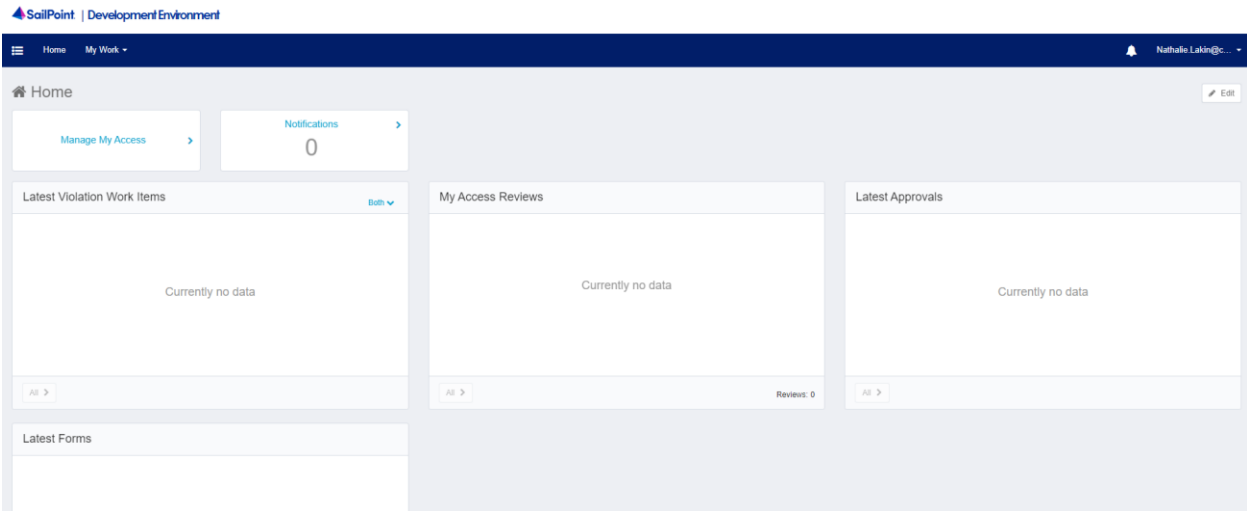 SailPoint | Development Environment
Home My Work Nathalie.Lakin@c...
Home Edit
Manage My Access
Notifications
0
Latest Violation Work Items Both
Currently no data
All
My Access Reviews
Currently no data
All Reviews: 0
Latest Approvals
Currently no data
All
Latest Forms